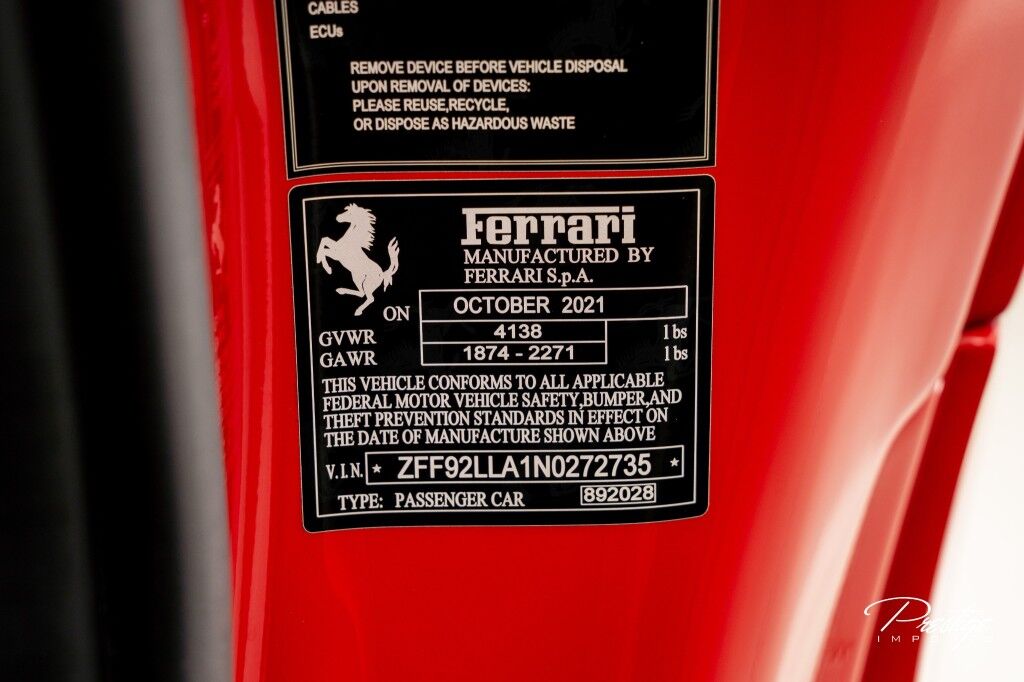 CABLES
ECUs
REMOVE DEVICE BEFORE VEHICLE DISPOSAL
UPON REMOVAL OF DEVICES:
PLEASE REUSE,RECYCLE,
OR DISPOSE AS HAZARDOUS WASTE
Ferrari
MANUFACTURED BY
FERRARI S.p.A.
ON OCTOBER 2021
GVWR 4138 lbs
GAWR 1874 - 2271 lbs
THIS VEHICLE CONFORMS TO ALL APPLICABLE
FEDERAL MOTOR VEHICLE SAFETY,BUMPER,AND
THEFT PREVENTION STANDARDS IN EFFECT ON
THE DATE OF MANUFACTURE SHOWN ABOVE
V.I.N. * ZFF92LLA1N0272735 *
TYPE: PASSENGER CAR 892028
Prestige
IMPORTS